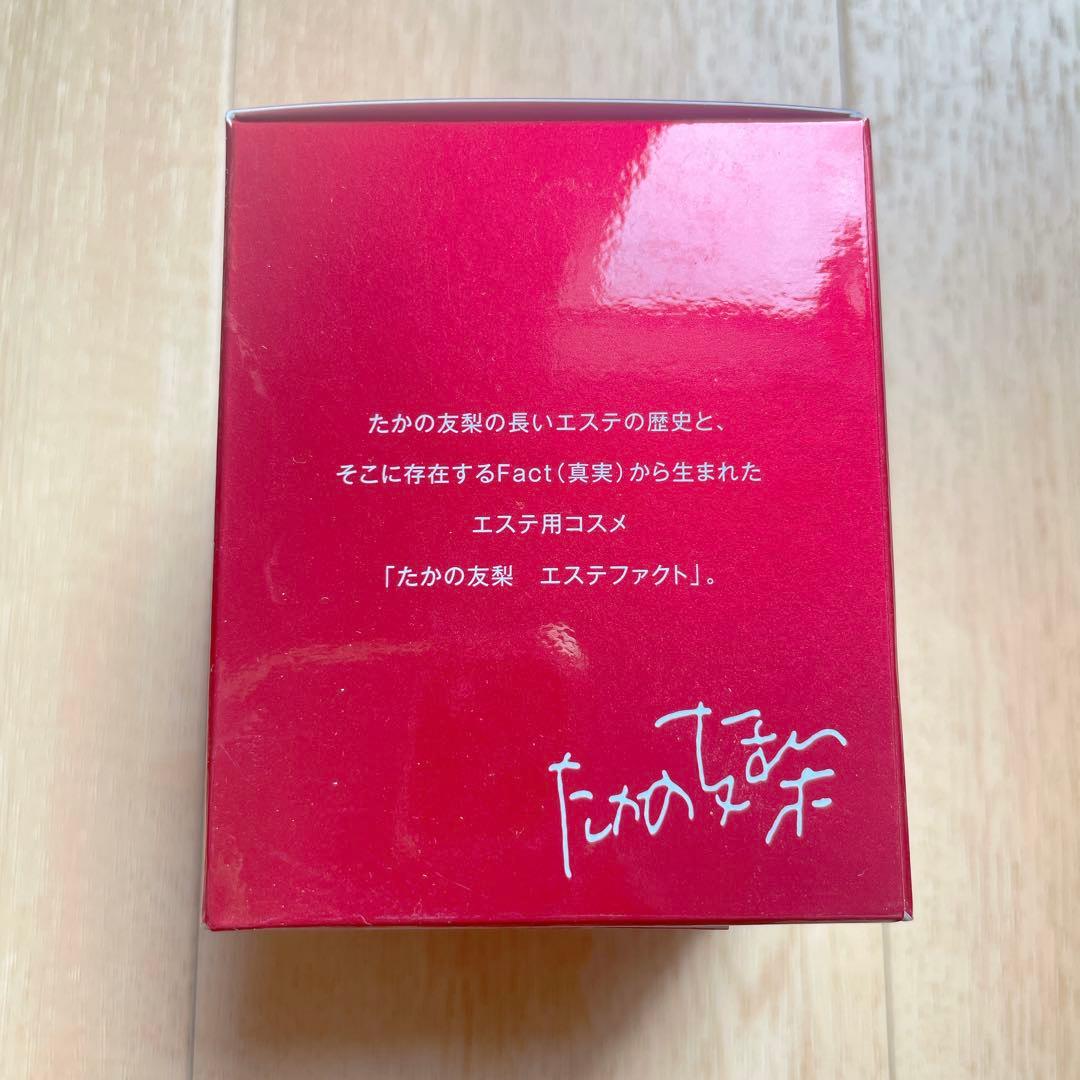 たかの友梨の長いエステの歴史と、
そこに存在するFact(真実)から生まれた
エステ用コスメ
「たかの友梨　エステファクト」。
たかの友梨